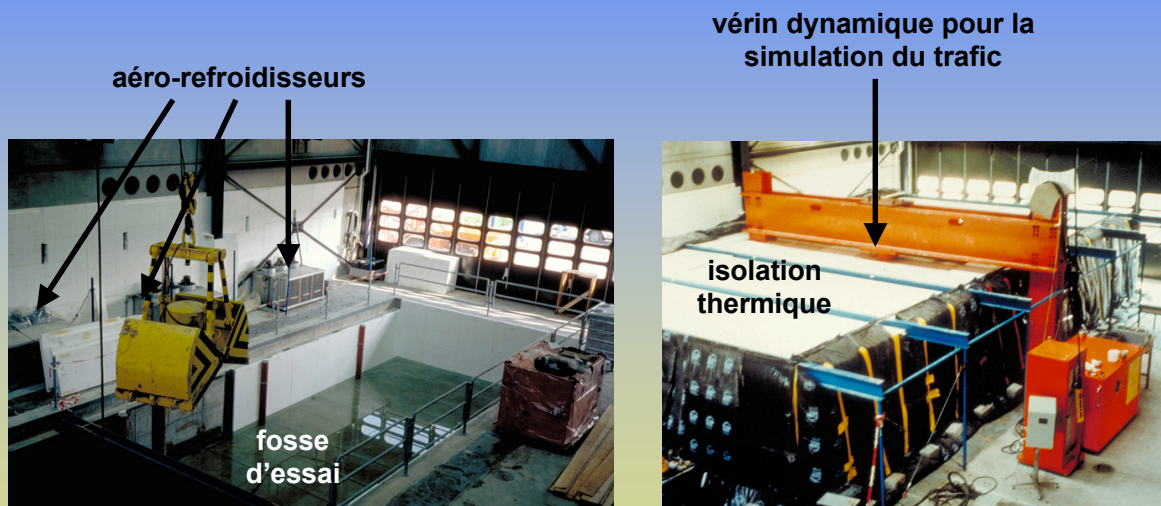 aéro-refroidisseurs
vérin dynamique pour la
simulation du trafic
isolation
thermique
fosse
d'essai